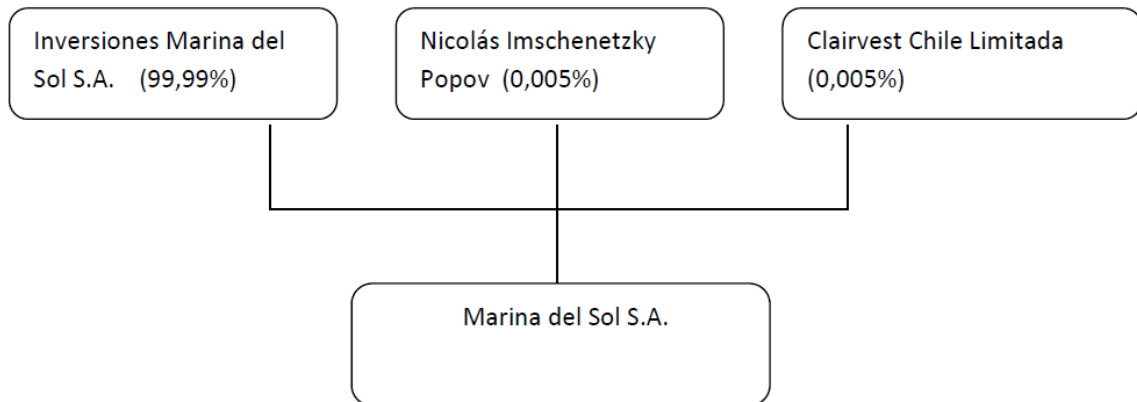 Inversiones Marina del
Sol S.A. (99,99%)
Nicolás Imschenetzky
Popov (0,005%)
Clairvest Chile Limitada
(0,005%)
Marina del Sol S.A.